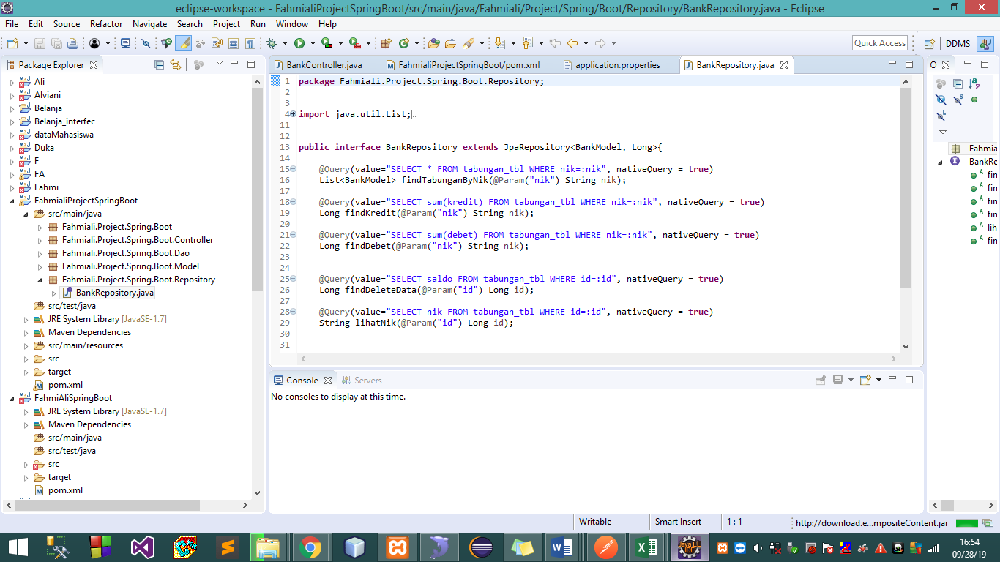 eclipse-workspace - FahmialiProjectSpringBoot/src/main/java/Fahmiali/Project/Spring/Boot/Repository/BankRepository.java - Eclipse
File Edit Source Refactor Navigate Search Project Run Window Help
Quick Access
DDMS
Package Explorer
Ali
Alviani
Belanja
Belanja_interfec
dataMahasiswa
Duka
F
FA
Fahmi
FahmialiProjectSpringBoot
src/main/java
Fahmiali.Project.Spring.Boot
Fahmiali.Project.Spring.Boot.Controller
Fahmiali.Project.Spring.Boot.Dao
Fahmiali.Project.Spring.Boot.Model
Fahmiali.Project.Spring.Boot.Repository
BankRepository.java
src/test/java
JRE System Library [JavaSE-1.7]
Maven Dependencies
src/main/resources
src
target
pom.xml
FahmiAliSpringBoot
JRE System Library [JavaSE-1.7]
Maven Dependencies
src/main/java
src/test/java
src
target
pom.xml
BankController.java FahmialiProjectSpringBoot/pom.xml application.properties BankRepository.java
1 package Fahmiali.Project.Spring.Boot.Repository;
2
3
4 import java.util.List;
11
12
13 public interface BankRepository extends JpaRepository<BankModel, Long>{
14
15 @Query(value="SELECT * FROM tabungan_tbl WHERE nik=:nik", nativeQuery = true)
16 List<BankModel> findTabunganByNik(@Param("nik") String nik);
17
18 @Query(value="SELECT sum(kredit) FROM tabungan_tbl WHERE nik=:nik", nativeQuery = true)
19 Long findKredit(@Param("nik") String nik);
20
21 @Query(value="SELECT sum(debet) FROM tabungan_tbl WHERE nik=:nik", nativeQuery = true)
22 Long findDebet(@Param("nik") String nik);
23
24
25 @Query(value="SELECT saldo FROM tabungan_tbl WHERE id=:id", nativeQuery = true)
26 Long findDeleteData(@Param("id") Long id);
27
28 @Query(value="SELECT nik FROM tabungan_tbl WHERE id=:id", nativeQuery = true)
29 String lihatNik(@Param("id") Long id);
30
31
Console Servers
No consoles to display at this time.
O
Fahmia
BankRe
fin
fin
fin
fin
lih
fin
Writable Smart Insert 1 : 1 http://download.e...mpositeContent.jar
Java EE
IDE
16:54
09/28/19